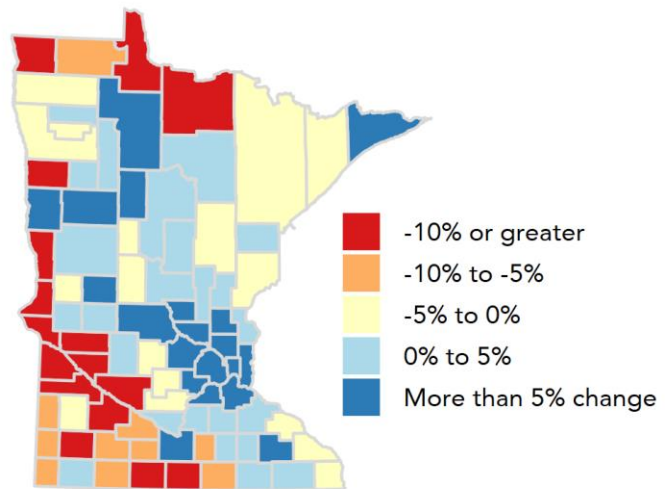 -10% or greater
-10% to -5%
-5% to 0%
0% to 5%
More than 5% change